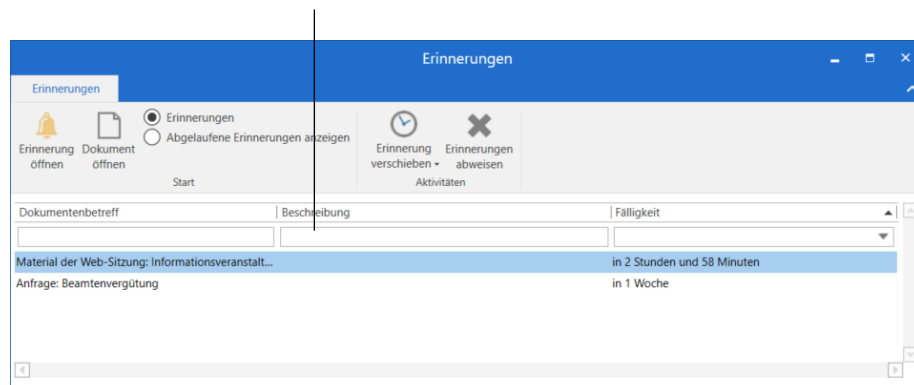 Erinnerungen
Erinnerungen
Erinnerungen
Abgelaufene Erinnerungen anzeigen
Erinnerung öffnen
Dokument öffnen
Start
Erinnerung verschieben
Erinnerungen abweisen
Aktivitäten
Dokumentenbetreff Beschreibung Fälligkeit
Material der Web-Sitzung: Informationsveranstalt... in 2 Stunden und 58 Minuten
Anfrage: Beamtenvergütung in 1 Woche